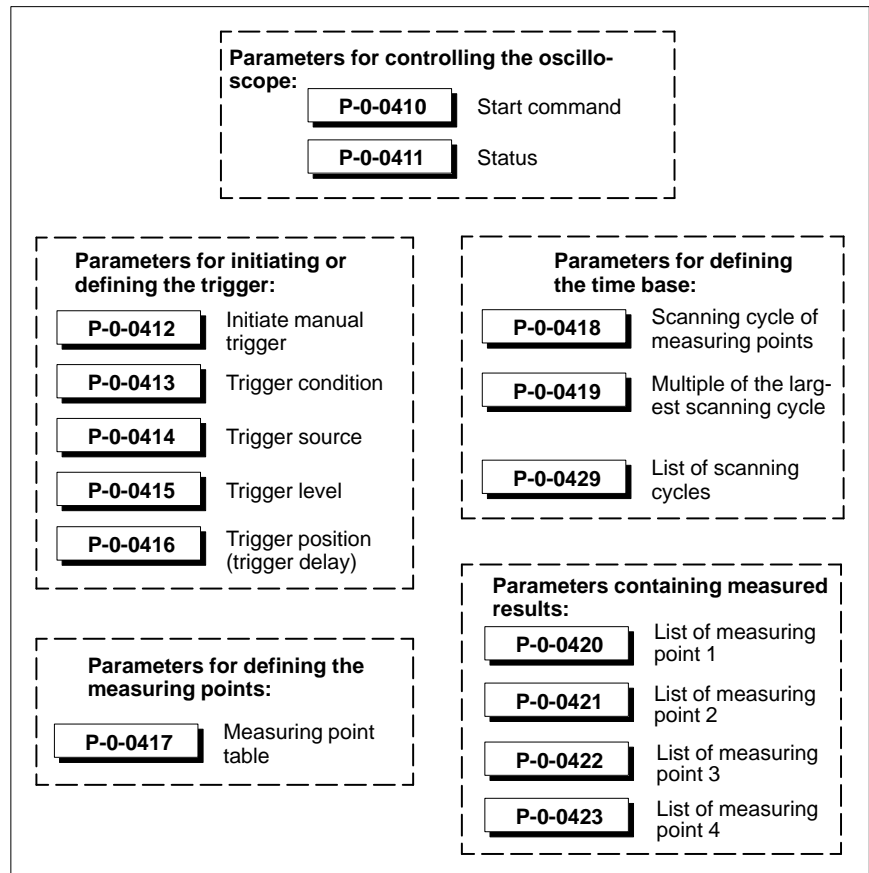 Parameters for controlling the oscillo-
scope:
P-0-0410 Start command
P-0-0411 Status
Parameters for initiating or
defining the trigger:
P-0-0412 Initiate manual
trigger
P-0-0413 Trigger condition
P-0-0414 Trigger source
P-0-0415 Trigger level
P-0-0416 Trigger position
(trigger delay)
Parameters for defining the
measuring points:
P-0-0417 Measuring point
table
Parameters for defining
the time base:
P-0-0418 Scanning cycle of
measuring points
P-0-0419 Multiple of the larg-
est scanning cycle
P-0-0429 List of scanning
cycles
Parameters containing measured
results:
P-0-0420 List of measuring
point 1
P-0-0421 List of measuring
point 2
P-0-0422 List of measuring
point 3
P-0-0423 List of measuring
point 4